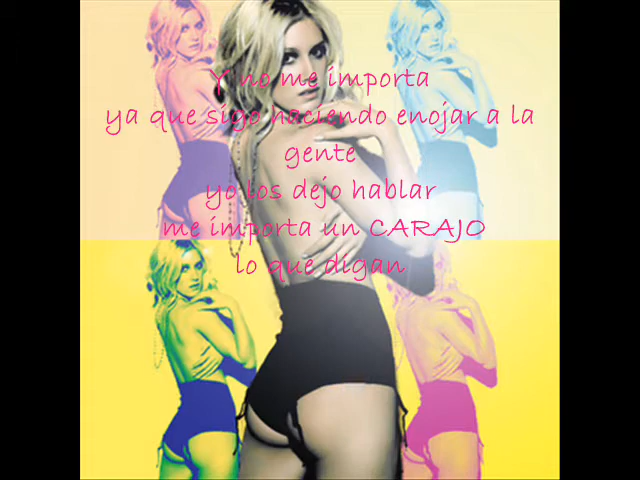 Y no me importa
ya que sigo haciendo enojar a la
gente
yo los dejo hablar
me importa un CARAJO
lo que digan